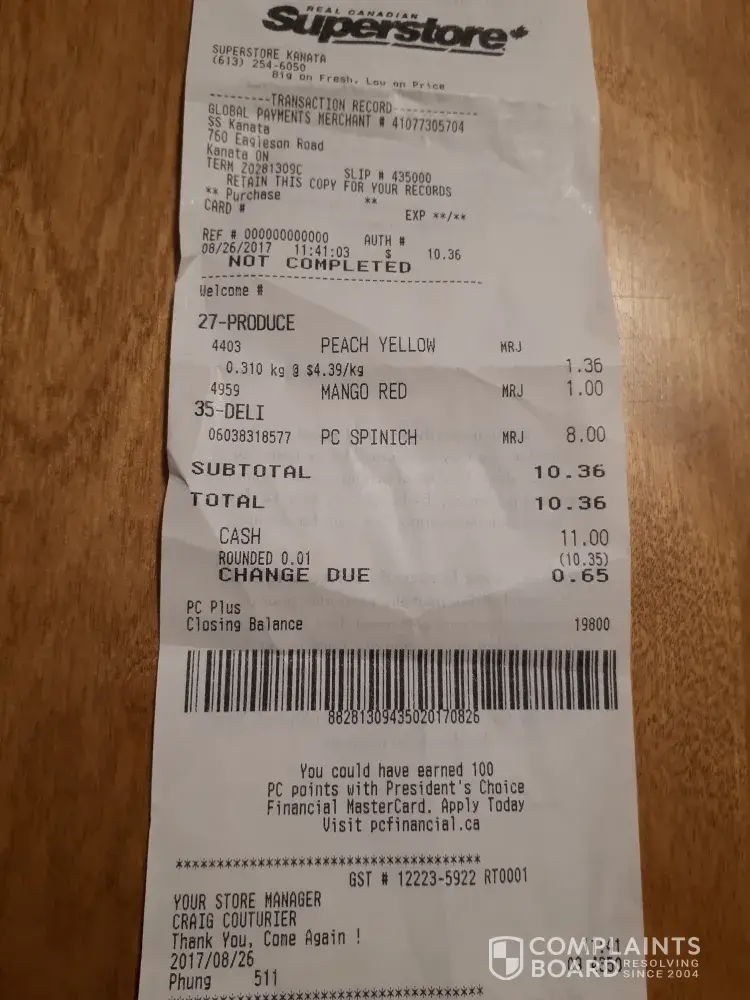 REAL CANADIAN
Superstore
SUPERSTORE KANATA
(613) 254-6050
Big on Fresh, Low on Price
---------TRANSACTION RECORD-----------
GLOBAL PAYMENTS MERCHANT # 41077305704
SS Kanata
760 Eagleson Road
Kanata ON
TERM Z0281309C SLIP # 435000
RETAIN THIS COPY FOR YOUR RECORDS
** Purchase **
CARD # EXP **/**
REF # 000000000000 AUTH #
08/26/2017 11:41:03 $ 10.36
NOT COMPLETED
----------------------------------------
Welcome #
27-PRODUCE
4403 PEACH YELLOW MRJ
0.310 kg @ $4.39/kg 1.36
4959 MANGO RED MRJ 1.00
35-DELI
06038318577 PC SPINICH MRJ 8.00
SUBTOTAL 10.36
TOTAL 10.36
CASH 11.00
ROUNDED 0.01 (10.35)
CHANGE DUE 0.65
PC Plus
Closing Balance 19800
88281309435020170826
You could have earned 100
PC points with President's Choice
Financial MasterCard. Apply Today
Visit pcfinancial.ca
****************************************
GST # 12223-5922 RT0001
YOUR STORE MANAGER
CRAIG COUTURIER
Thank You, Come Again !
2017/08/26
Phung 511
****************************************
COMPLAINTS
BOARD RESOLVING
SINCE 2004